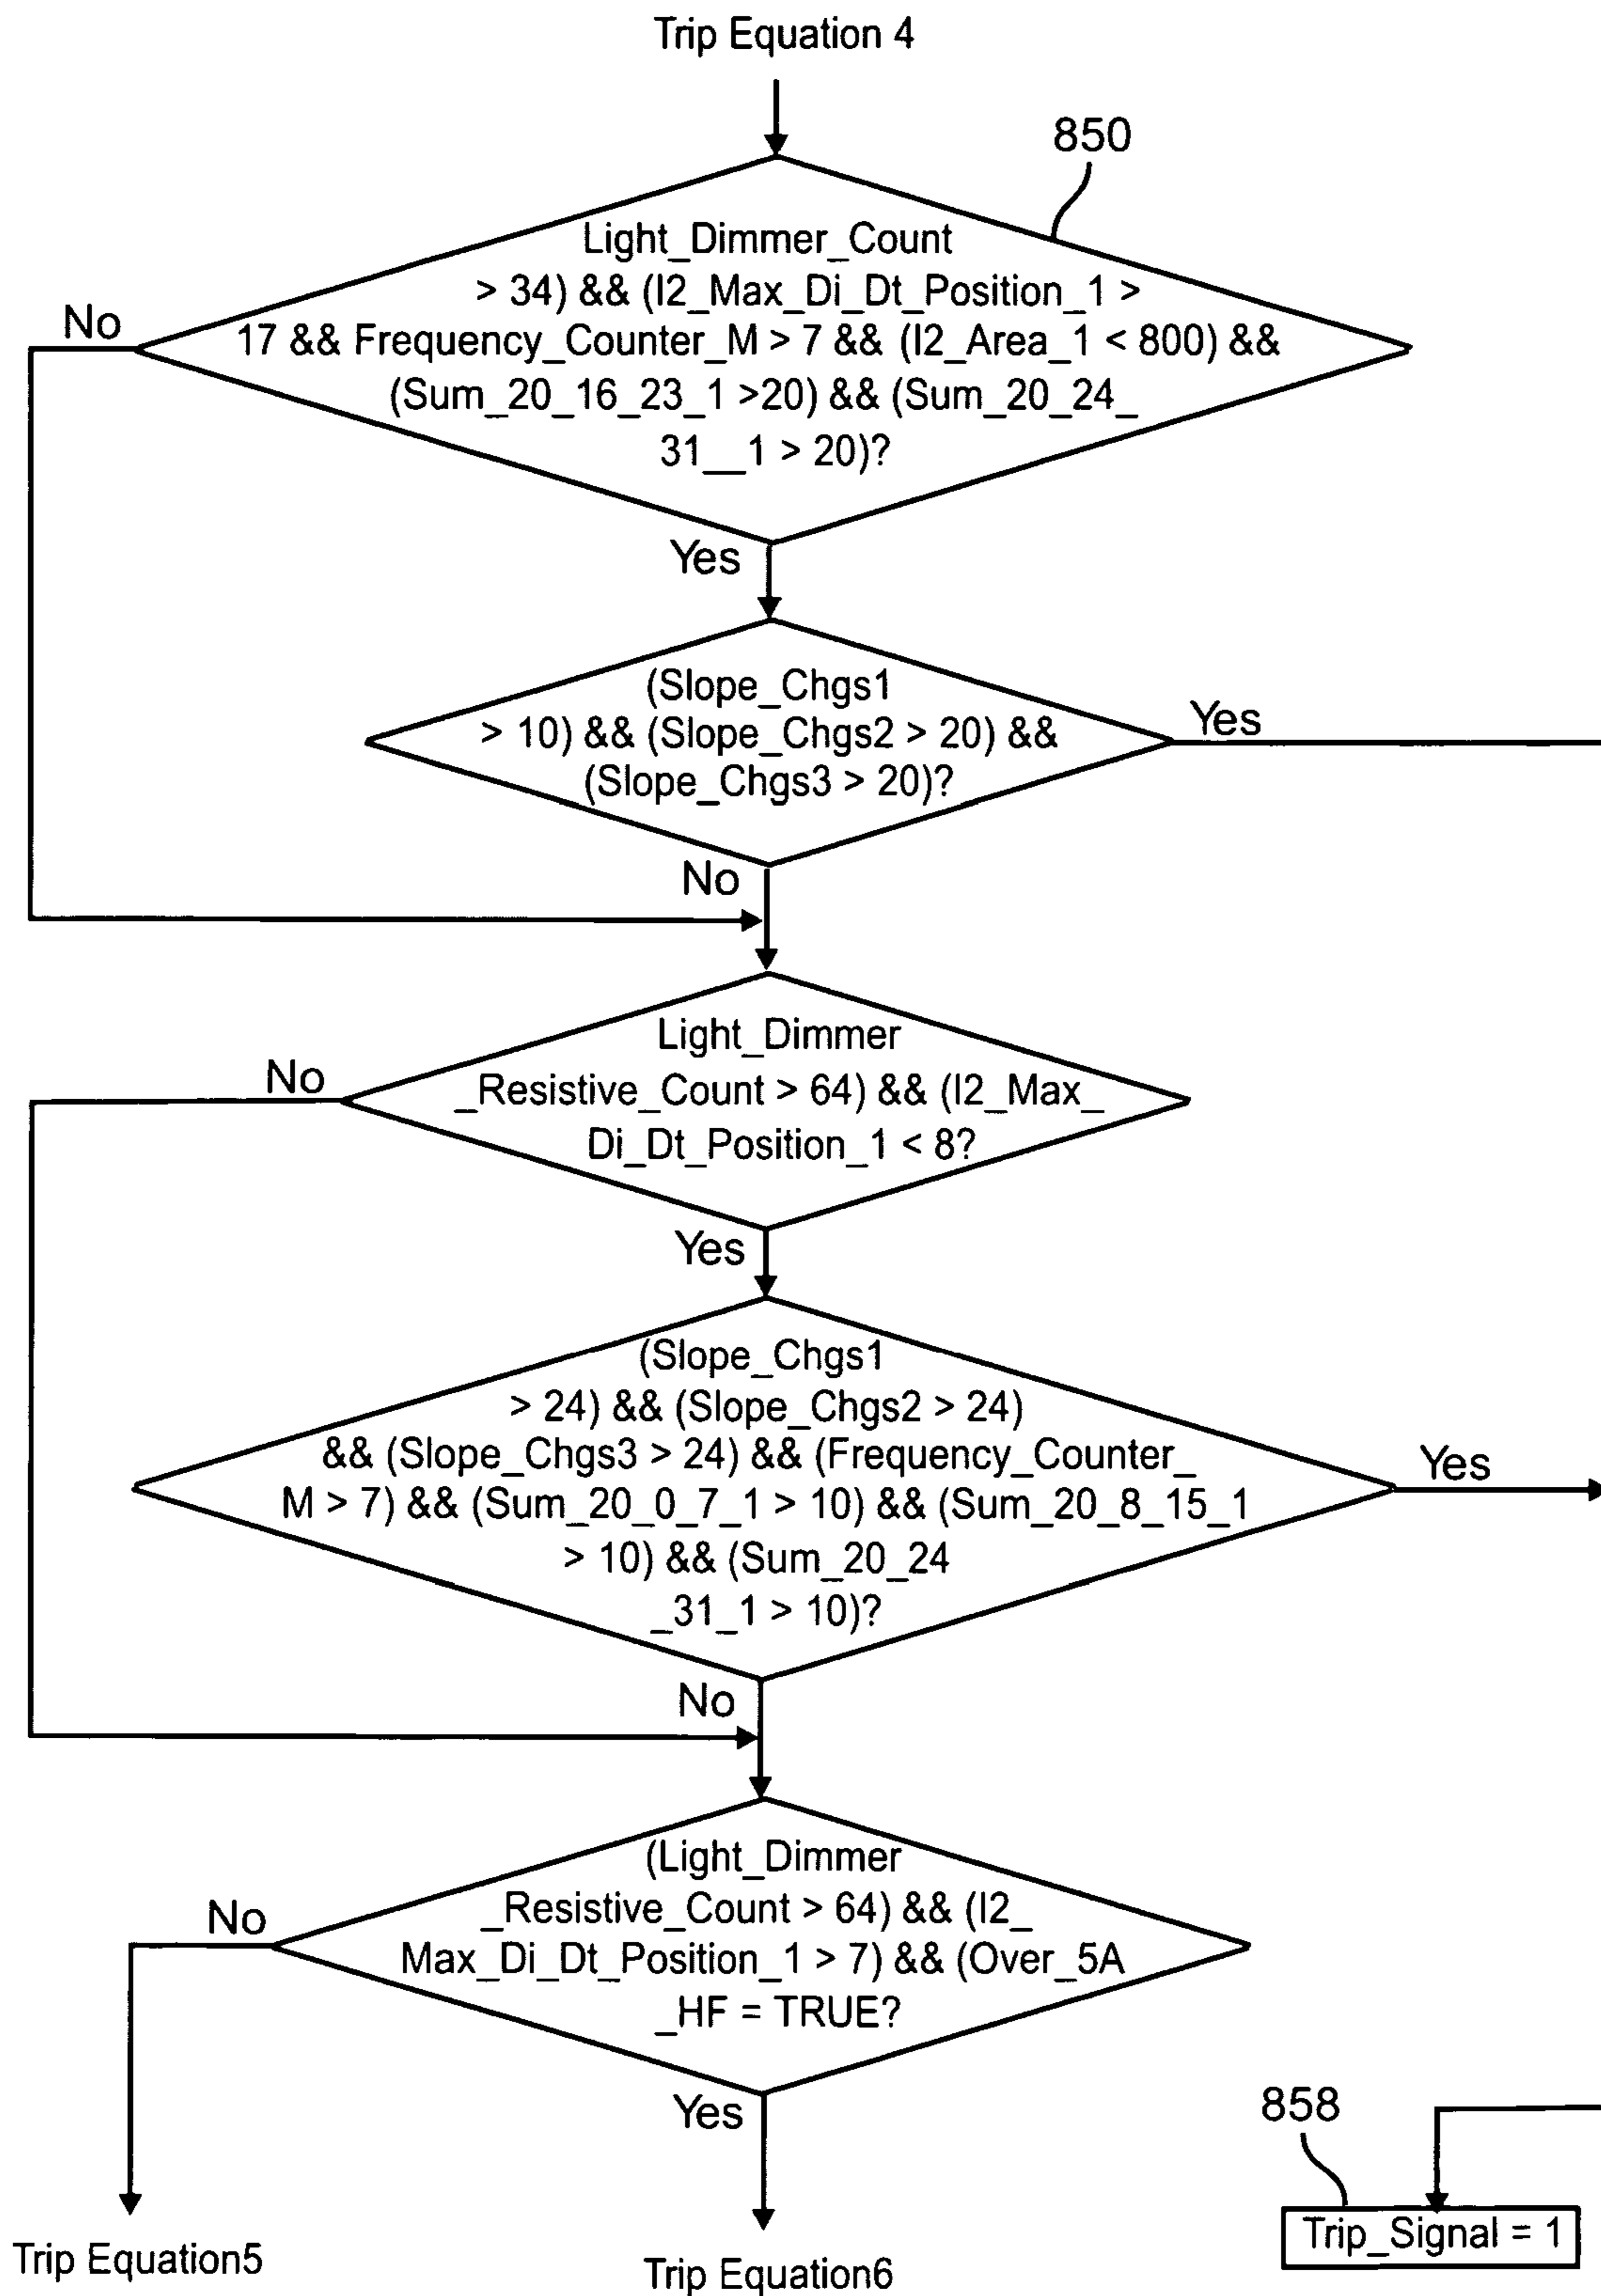 Trip Equation 4
850
Light_Dimmer_Count
> 34) && (I2_Max_Di_Dt_Position_1 >
17 && Frequency_Counter_M > 7 && (I2_Area_1 < 800) &&
(Sum_20_16_23_1 >20) && (Sum_20_24_
31__1 > 20)?
No
Yes
(Slope_Chgs1
> 10) && (Slope_Chgs2 > 20) &&
(Slope_Chgs3 > 20)?
Yes
No
Light_Dimmer
_Resistive_Count > 64) && (I2_Max_
Di_Dt_Position_1 < 8?
No
Yes
(Slope_Chgs1
> 24) && (Slope_Chgs2 > 24)
&& (Slope_Chgs3 > 24) && (Frequency_Counter_
M > 7) && (Sum_20_0_7_1 > 10) && (Sum_20_8_15_1
> 10) && (Sum_20_24
_31_1 > 10)?
Yes
No
(Light_Dimmer
_Resistive_Count > 64) && (I2_
Max_Di_Dt_Position_1 > 7) && (Over_5A
_HF = TRUE?
No
Yes
858
Trip_Signal = 1
Trip Equation5
Trip Equation6